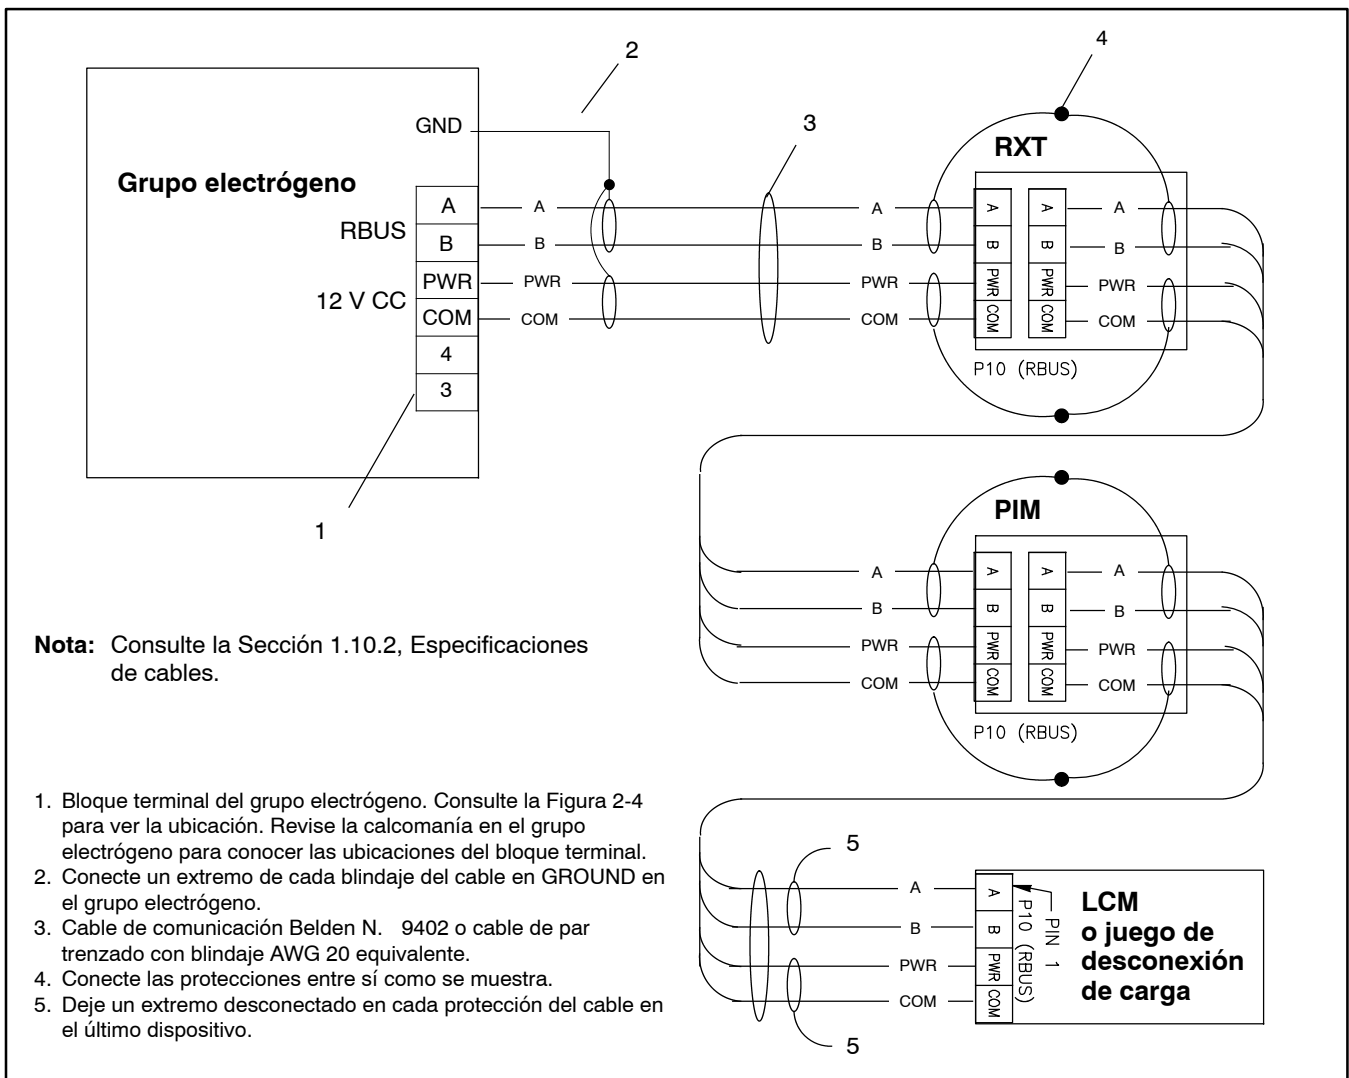 2
4
GND
3
RXT
Grupo electrógeno
RBUS
12 V CC
A
B
PWR
COM
4
3
A
B
PWR
COM
A
B
PWR
COM
A
B
PWR
COM
A
B
PWR
COM
A
B
PWR
COM
P10 (RBUS)
1
PIM
A
B
PWR
COM
A
B
PWR
COM
A
B
PWR
COM
A
B
PWR
COM
P10 (RBUS)
Nota: Consulte la Sección 1.10.2, Especificaciones
de cables.
1. Bloque terminal del grupo electrógeno. Consulte la Figura 2-4
para ver la ubicación. Revise la calcomanía en el grupo
electrógeno para conocer las ubicaciones del bloque terminal.
2. Conecte un extremo de cada blindaje del cable en GROUND en
el grupo electrógeno.
3. Cable de comunicación Belden N. 9402 o cable de par
trenzado con blindaje AWG 20 equivalente.
4. Conecte las protecciones entre sí como se muestra.
5. Deje un extremo desconectado en cada protección del cable en
el último dispositivo.
5
A
B
PWR
COM
A
B
PWR
COM
PIN 1
P10 (RBUS)
LCM
o juego de
desconexión
de carga
5